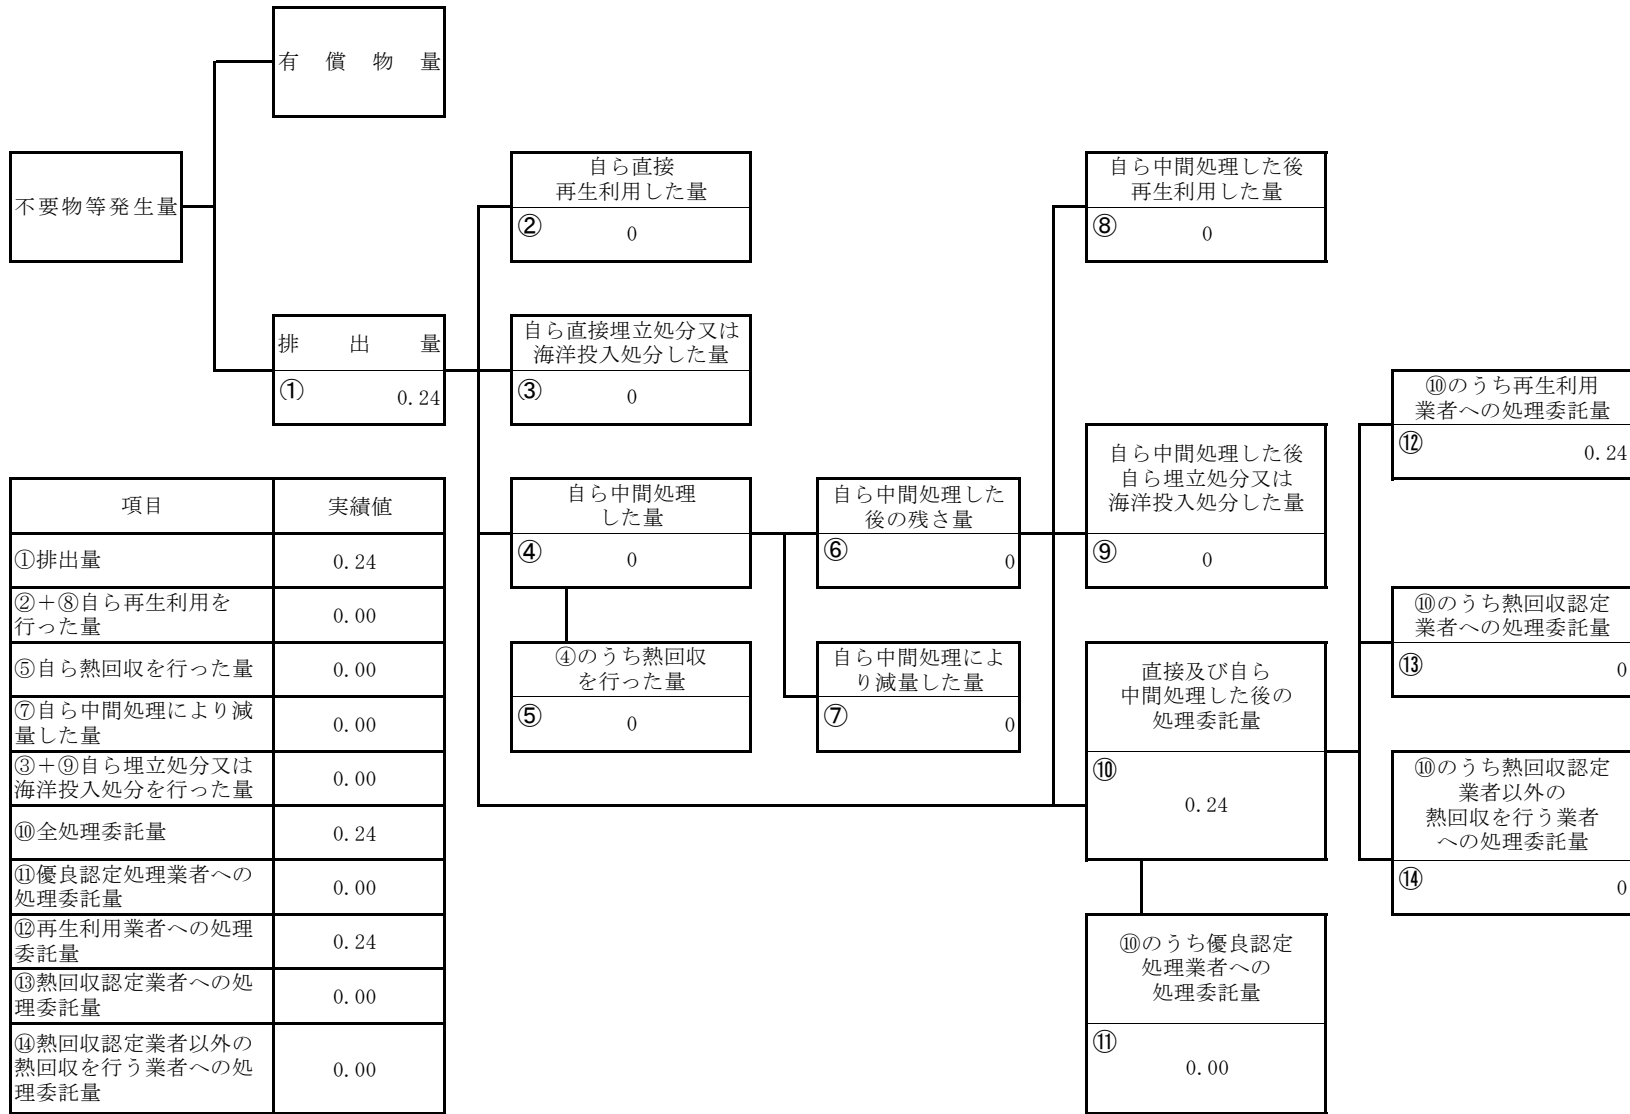 有償物量
不要物等発生量
排出量
① 0.24
自ら直接
再生利用した量
② 0
自ら直接埋立処分又は
海洋投入処分した量
③ 0
自ら中間処理
した量
④ 0
④のうち熱回収
を行った量
⑤ 0
自ら中間処理した
後の残さ量
⑥ 0
自ら中間処理によ
り減量した量
⑦ 0
自ら中間処理した後
再生利用した量
⑧ 0
自ら中間処理した後
自ら埋立処分又は
海洋投入処分した量
⑨ 0
直接及び自ら
中間処理した後の
処理委託量
⑩
0.24
⑩のうち優良認定
処理業者への
処理委託量
⑪
0.00
⑩のうち再生利用
業者への処理委託量
⑫ 0.24
⑩のうち熱回収認定
業者への処理委託量
⑬ 0
⑩のうち熱回収認定
業者以外の
熱回収を行う業者
への処理委託量
⑭ 0
項目 実績値
①排出量 0.24
②＋⑧自ら再生利用を
行った量 0.00
⑤自ら熱回収を行った量 0.00
⑦自ら中間処理により減
量した量 0.00
③＋⑨自ら埋立処分又は
海洋投入処分を行った量 0.00
⑩全処理委託量 0.24
⑪優良認定処理業者への
処理委託量 0.00
⑫再生利用業者への処理
委託量 0.24
⑬熱回収認定業者への処
理委託量 0.00
⑭熱回収認定業者以外の
熱回収を行う業者への処
理委託量 0.00